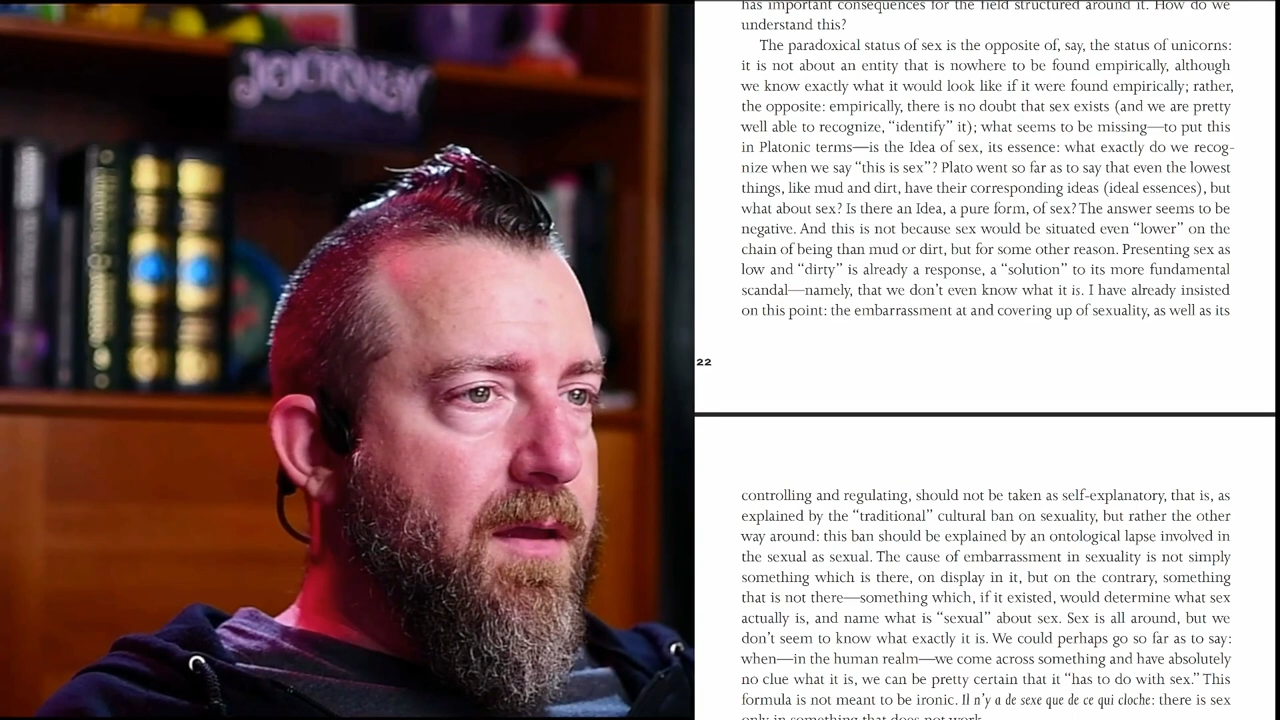 JOURNEY
has important consequences for the field structured around it. How do we
understand this?
The paradoxical status of sex is the opposite of, say, the status of unicorns:
it is not about an entity that is nowhere to be found empirically, although
we know exactly what it would look like if it were found empirically; rather,
the opposite: empirically, there is no doubt that sex exists (and we are pretty
well able to recognize, “identify” it); what seems to be missing—to put this
in Platonic terms—is the Idea of sex, its essence: what exactly do we recog-
nize when we say “this is sex”? Plato went so far as to say that even the lowest
things, like mud and dirt, have their corresponding ideas (ideal essences), but
what about sex? Is there an Idea, a pure form, of sex? The answer seems to be
negative. And this is not because sex would be situated even “lower” on the
chain of being than mud or dirt, but for some other reason. Presenting sex as
low and “dirty” is already a response, a “solution” to its more fundamental
scandal—namely, that we don’t even know what it is. I have already insisted
on this point: the embarrassment at and covering up of sexuality, as well as its
22
controlling and regulating, should not be taken as self-explanatory, that is, as
explained by the “traditional” cultural ban on sexuality, but rather the other
way around: this ban should be explained by an ontological lapse involved in
the sexual as sexual. The cause of embarrassment in sexuality is not simply
something which is there, on display in it, but on the contrary, something
that is not there—something which, if it existed, would determine what sex
actually is, and name what is “sexual” about sex. Sex is all around, but we
don’t seem to know what exactly it is. We could perhaps go so far as to say:
when—in the human realm—we come across something and have absolutely
no clue what it is, we can be pretty certain that it “has to do with sex.” This
formula is not meant to be ironic. Il n’y a de sexe que de ce qui cloche: there is sex
only in something that does not work.